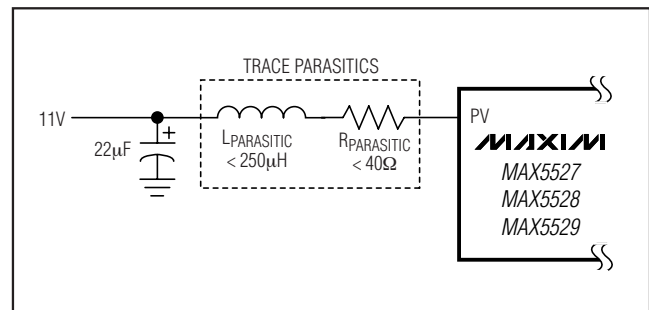 TRACE PARASITICS
11V
+
22µF
LPARASITIC
< 250µH
RPARASITIC
< 40Ω
PV
MAXIM
MAX5527
MAX5528
MAX5529